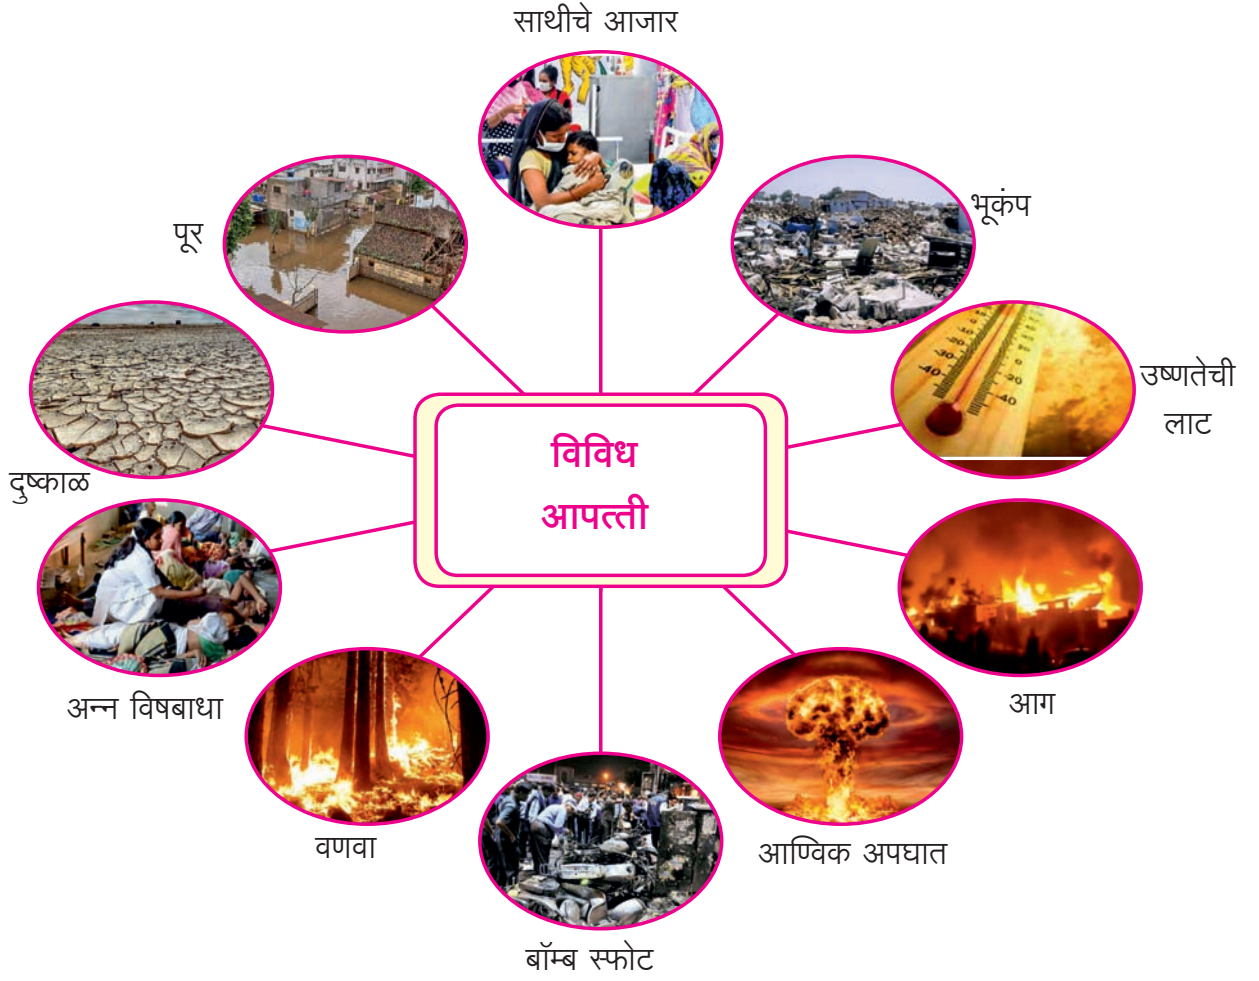 साथीचे आजार
भूकंप
पूर
उष्णतेची
लाट
दुष्काळ
विविध
आपत्ती
अन्न विषबाधा
आग
वणवा
आण्विक अपघात
बॉम्ब स्फोट